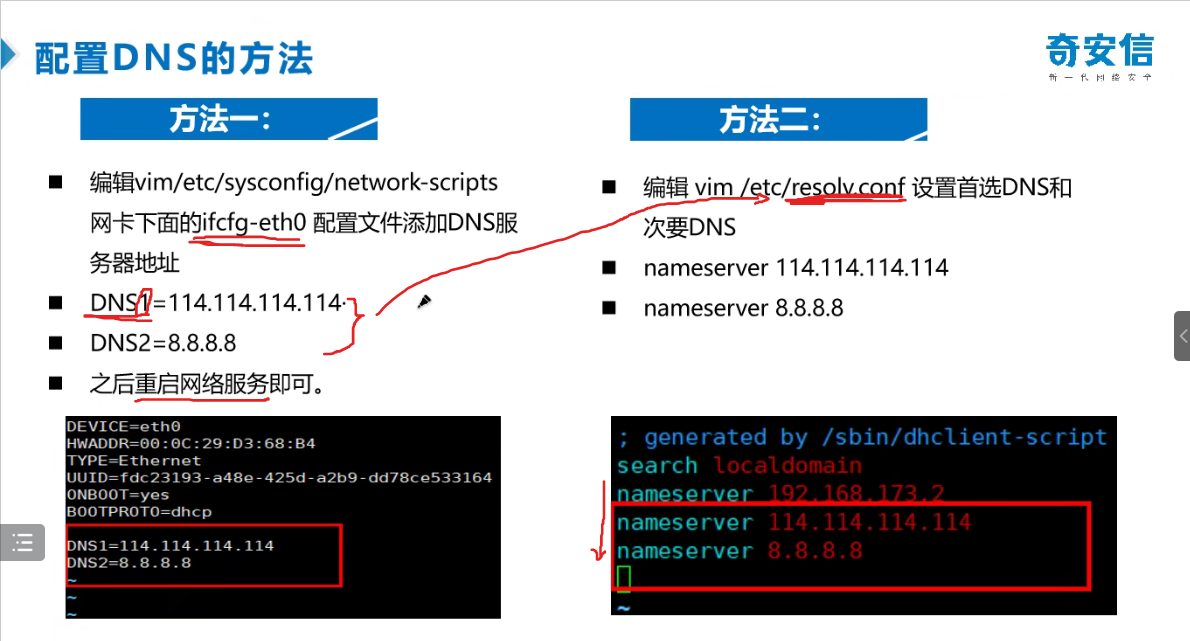 配置DNS的方法
奇安信
新一代网络安全
方法一：
编辑vim/etc/sysconfig/network-scripts
网卡下面的ifcfg-eth0 配置文件添加DNS服
务器地址
DNS1=114.114.114.114
DNS2=8.8.8.8
之后重启网络服务即可。
DEVICE=eth0
HWADDR=00:0C:29:D3:68:B4
TYPE=Ethernet
UUID=fdc23193-a48e-425d-a2b9-dd78ce533164
ONBOOT=yes
BOOTPROTO=dhcp
DNS1=114.114.114.114
DNS2=8.8.8.8
~
~
~
方法二：
编辑 vim /etc/resolv.conf 设置首选DNS和
次要DNS
nameserver 114.114.114.114
nameserver 8.8.8.8
; generated by /sbin/dhclient-script
search localdomain
nameserver 192.168.173.2
nameserver 114.114.114.114
nameserver 8.8.8.8
~